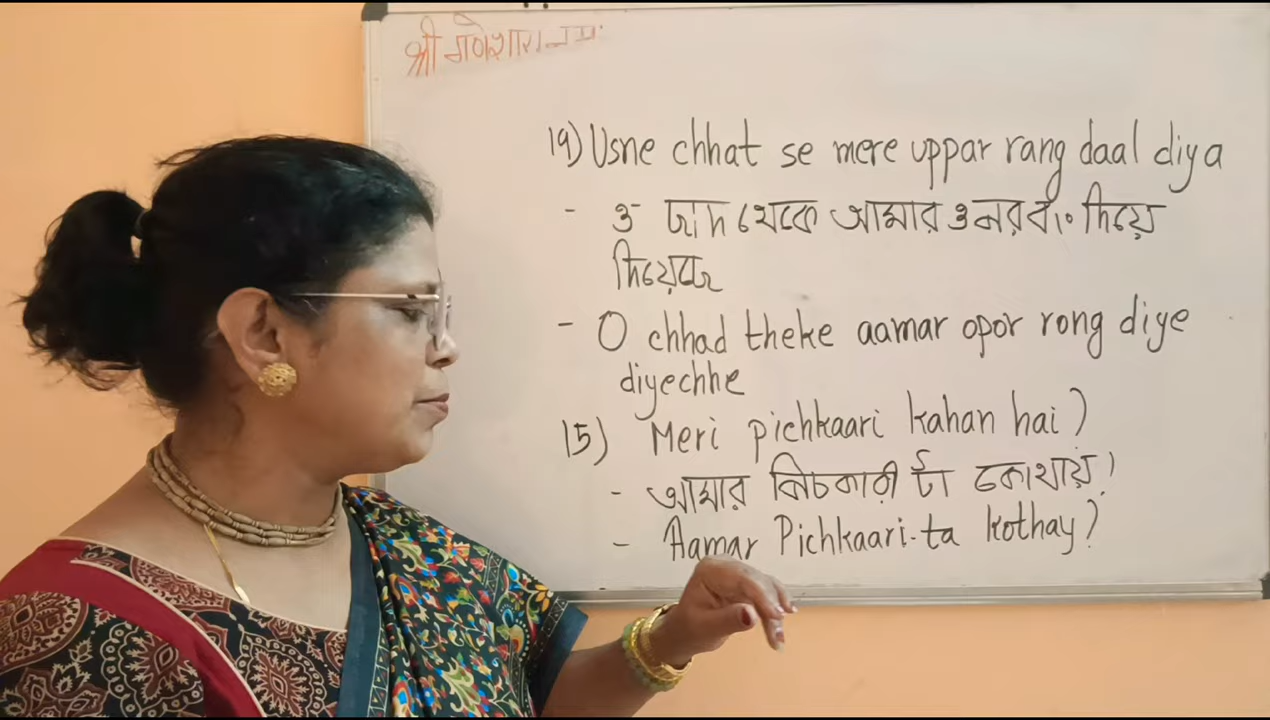 श्री गणेशाय नमः
19) Usne chhat se mere uppar rang daal diya
- ও ছাদ থেকে আমার ওপর রং দিয়ে
দিয়েছে
- O chhad theke aamar opor rong diye
diyechhe
15) Meri pichkaari kahan hai?
- আমার পিচকারী টা কোথায়?
- Aamar Pichkaari-ta kothay?